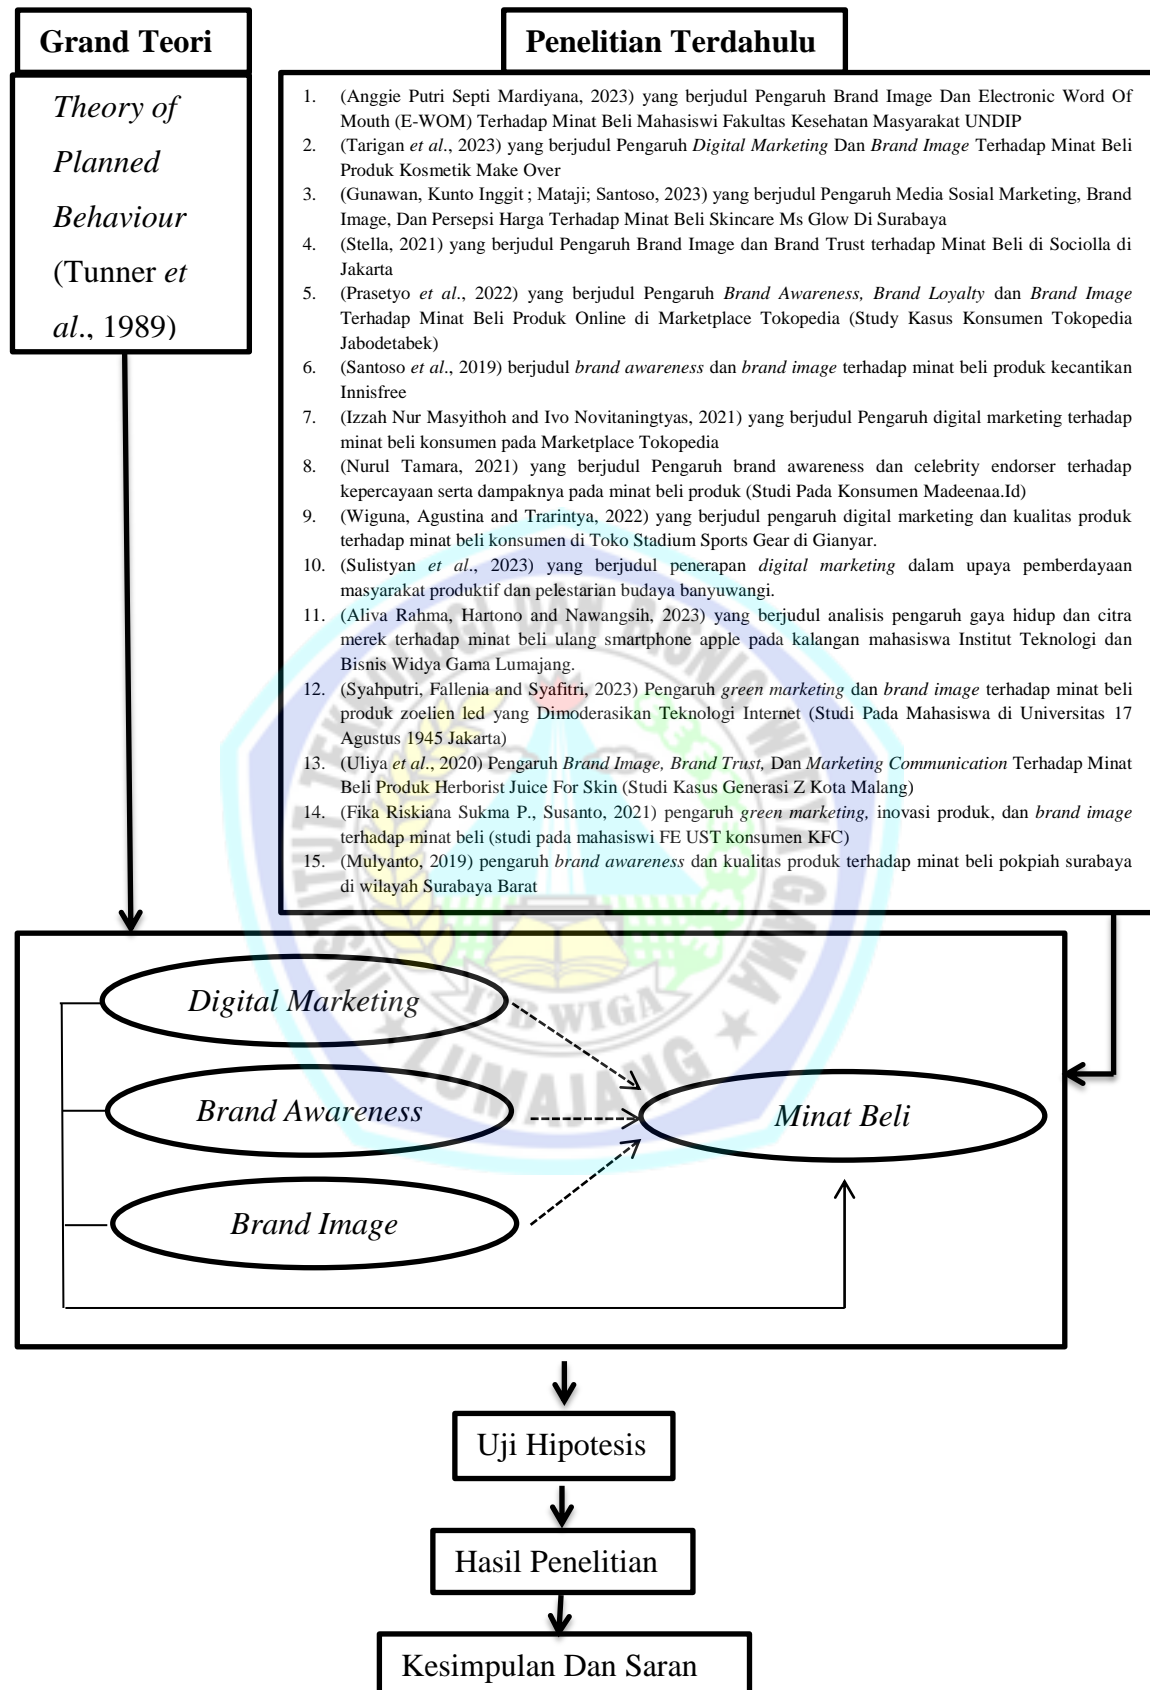 Grand Teori
Theory of
Planned
Behaviour
(Tunner et
al., 1989)
Penelitian Terdahulu
1. (Anggie Putri Septi Mardiyana, 2023) yang berjudul Pengaruh Brand Image Dan Electronic Word Of
Mouth (E-WOM) Terhadap Minat Beli Mahasiswi Fakultas Kesehatan Masyarakat UNDIP
2. (Tarigan et al., 2023) yang berjudul Pengaruh Digital Marketing Dan Brand Image Terhadap Minat Beli
Produk Kosmetik Make Over
3. (Gunawan, Kunto Inggit ; Mataji; Santoso, 2023) yang berjudul Pengaruh Media Sosial Marketing, Brand
Image, Dan Persepsi Harga Terhadap Minat Beli Skincare Ms Glow Di Surabaya
4. (Stella, 2021) yang berjudul Pengaruh Brand Image dan Brand Trust terhadap Minat Beli di Sociolla di
Jakarta
5. (Prasetyo et al., 2022) yang berjudul Pengaruh Brand Awareness, Brand Loyalty dan Brand Image
Terhadap Minat Beli Produk Online di Marketplace Tokopedia (Study Kasus Konsumen Tokopedia
Jabodetabek)
6. (Santoso et al., 2019) berjudul brand awareness dan brand image terhadap minat beli produk kecantikan
Innisfree
7. (Izzah Nur Masyithoh and Ivo Novitaningtyas, 2021) yang berjudul Pengaruh digital marketing terhadap
minat beli konsumen pada Marketplace Tokopedia
8. (Nurul Tamara, 2021) yang berjudul Pengaruh brand awareness dan celebrity endorser terhadap
kepercayaan serta dampaknya pada minat beli produk (Studi Pada Konsumen Madeenaa.Id)
9. (Wiguna, Agustina and Trarintya, 2022) yang berjudul pengaruh digital marketing dan kualitas produk
terhadap minat beli konsumen di Toko Stadium Sports Gear di Gianyar.
10. (Sulistyan et al., 2023) yang berjudul penerapan digital marketing dalam upaya pemberdayaan
masyarakat produktif dan pelestarian budaya banyuwangi.
11. (Aliva Rahma, Hartono and Nawangsih, 2023) yang berjudul analisis pengaruh gaya hidup dan citra
merek terhadap minat beli ulang smartphone apple pada kalangan mahasiswa Institut Teknologi dan
Bisnis Widya Gama Lumajang.
12. (Syahputri, Fallenia and Syafitri, 2023) Pengaruh green marketing dan brand image terhadap minat beli
produk zoelien led yang Dimoderasikan Teknologi Internet (Studi Pada Mahasiswa di Universitas 17
Agustus 1945 Jakarta)
13. (Uliya et al., 2020) Pengaruh Brand Image, Brand Trust, Dan Marketing Communication Terhadap Minat
Beli Produk Herborist Juice For Skin (Studi Kasus Generasi Z Kota Malang)
14. (Fika Riskiana Sukma P., Susanto, 2021) pengaruh green marketing, inovasi produk, dan brand image
terhadap minat beli (studi pada mahasiswi FE UST konsumen KFC)
15. (Mulyanto, 2019) pengaruh brand awareness dan kualitas produk terhadap minat beli pokpiah surabaya
di wilayah Surabaya Barat
INSTITUT TEKNOLOGI DAN BISNIS WIDYA GAMA
ITB WIGA
LUMAJANG
Digital Marketing
Brand Awareness
Minat Beli
Brand Image
Uji Hipotesis
Hasil Penelitian
Kesimpulan Dan Saran